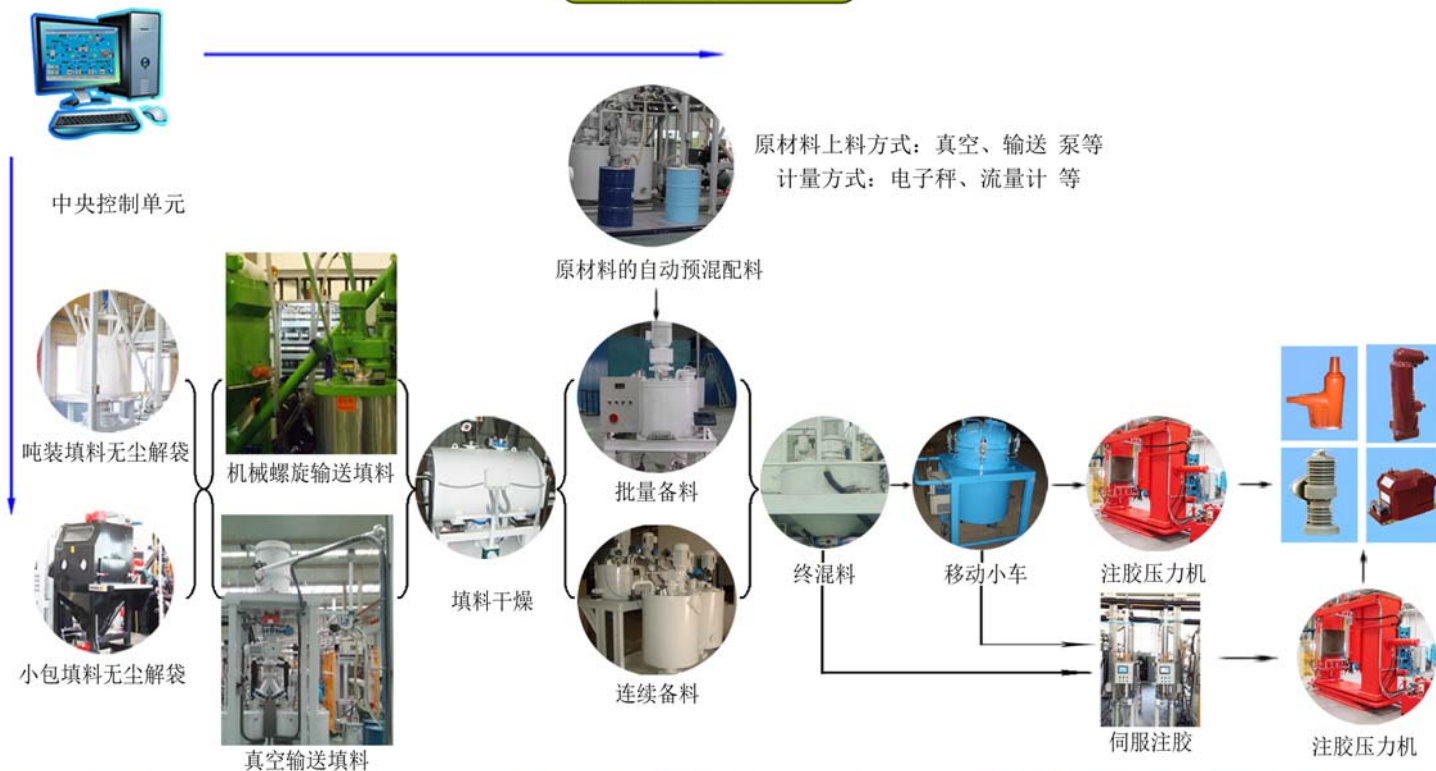 原材料上料方式：真空、输送 泵等
计量方式：电子秤、流量计 等
中央控制单元
原材料的自动预混配料
吨装填料无尘解袋
机械螺旋输送填料
批量备料
终混料
移动小车
注胶压力机
填料干燥
小包填料无尘解袋
连续备料
真空输送填料
伺服注胶
注胶压力机